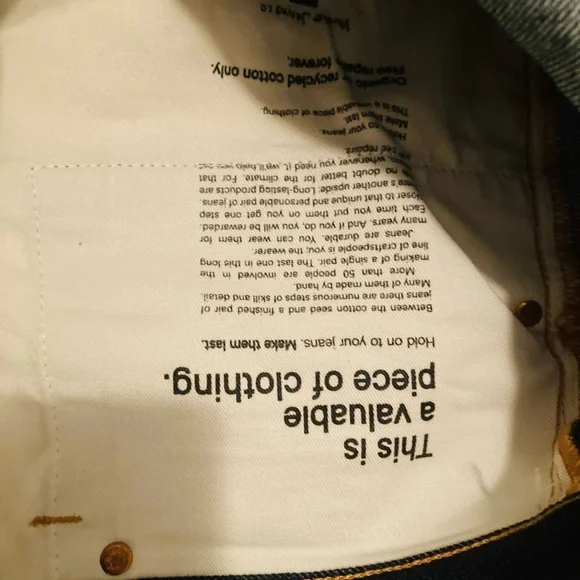 This is
a valuable
piece of clothing.
Hold on to your jeans. Make them last.
Between the cotton seed and a finished pair of
jeans there are numerous steps of skill and detail.
Many of them made by hand.
More than 50 people are involved in the
making of a single pair. The last one in this long
line of craftspeople is you, the wearer.
Jeans are durable. You can wear them for
many years. And if you do, you will be rewarded.
Each time you put them on you get one step
closer to that unique and personable pair of jeans.
another upside: Long-lasting products are
no doubt better for the climate. For that
whenever you need it, we'll help you
repairs.
to your jeans.
Make them last.
This is a valuable piece of clothing.
Organic or recycled cotton only.
Free repairs forever.
Jeans Co